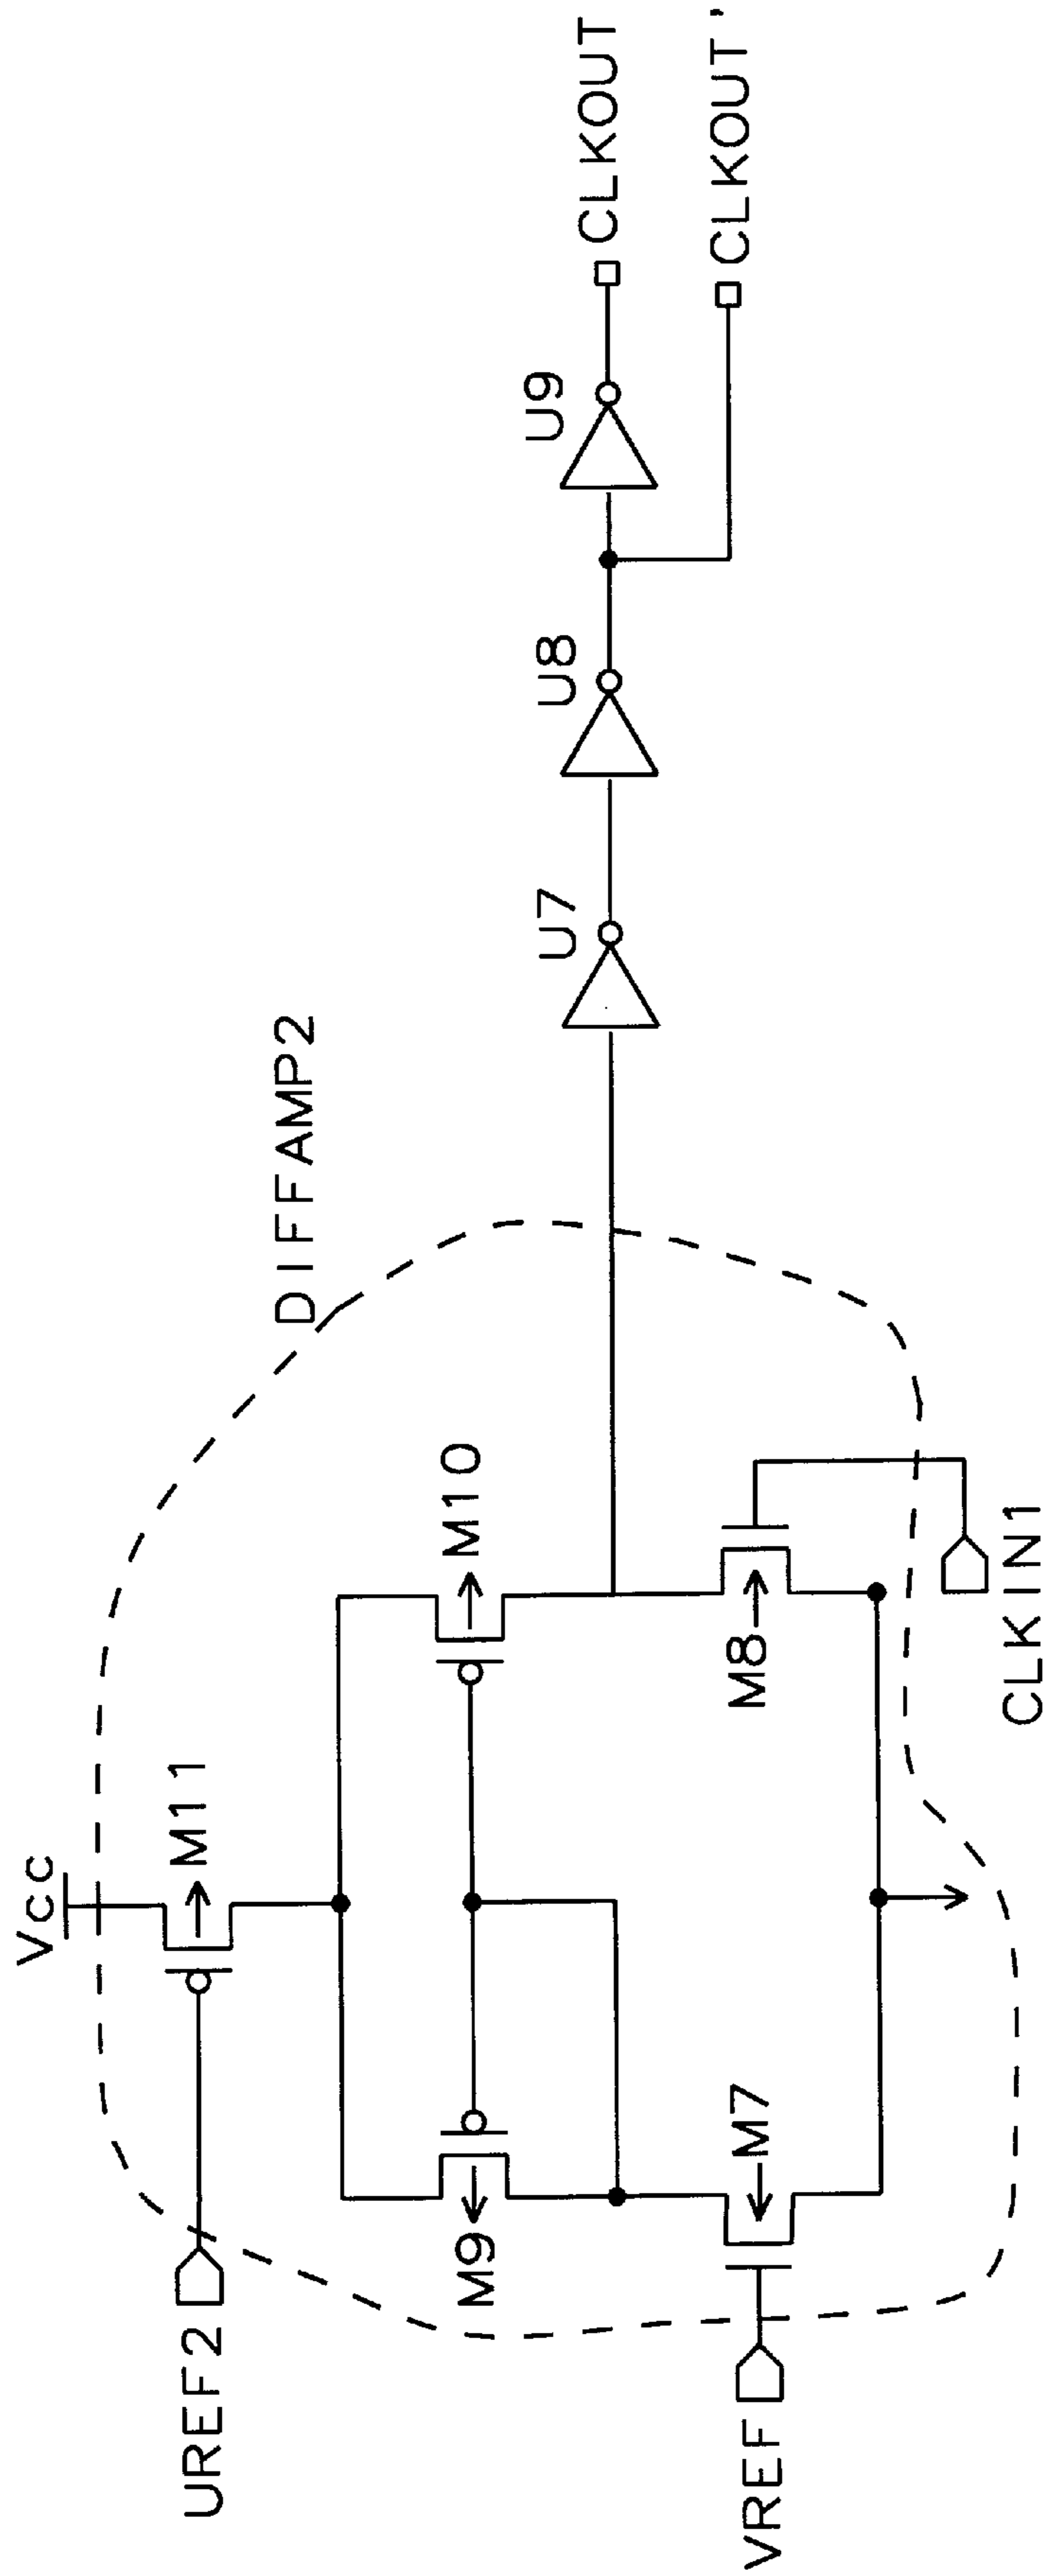 Vcc
UREF2
M11
DIFFAMP2
M9
M10
U7
U8
U9
CLKOUT
CLKOUT'
VREF
M7
M8
CLKIN1